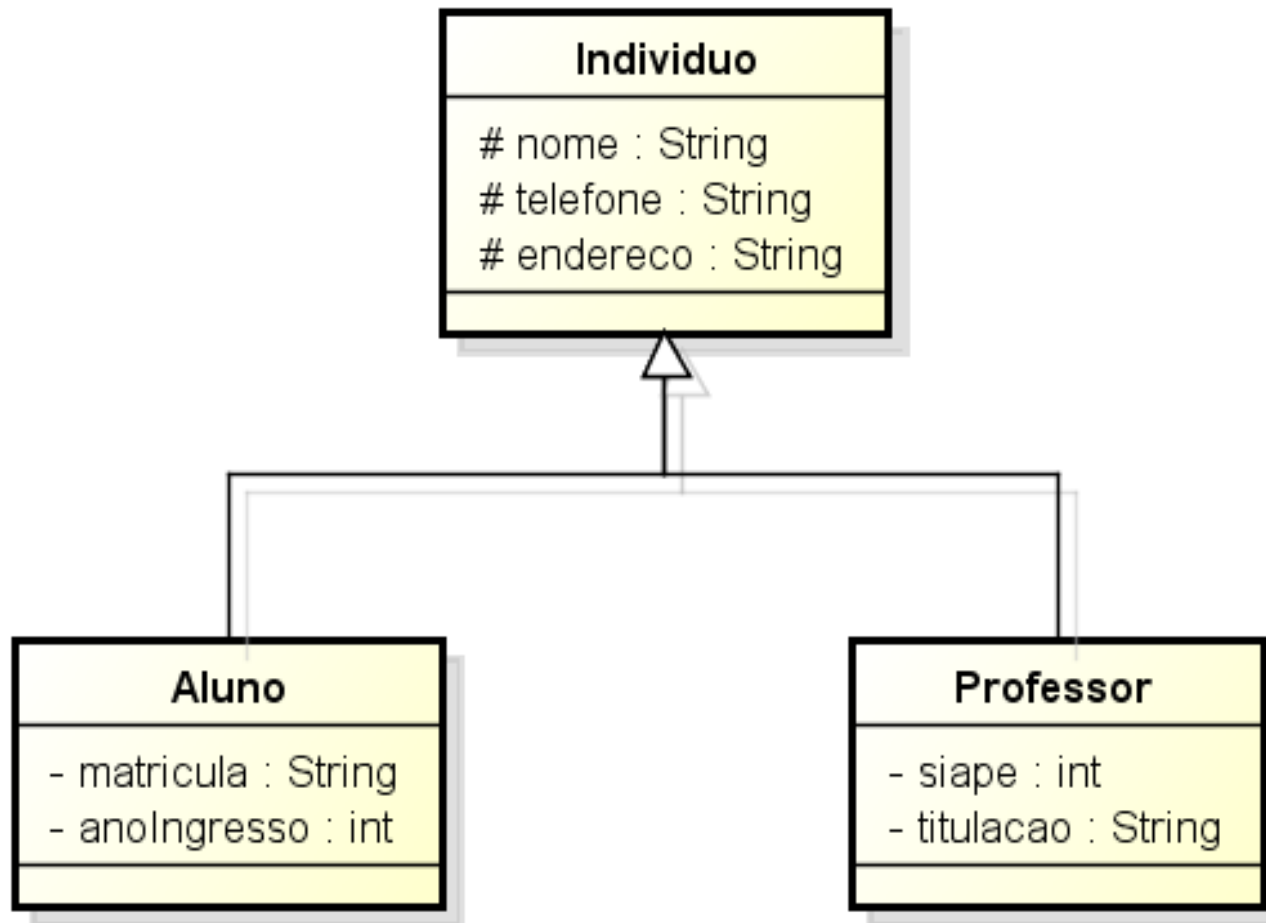 Individuo
# nome : String
# telefone : String
# endereco : String
Aluno
- matricula : String
- anoIngresso : int
Professor
- siape : int
- titulacao : String